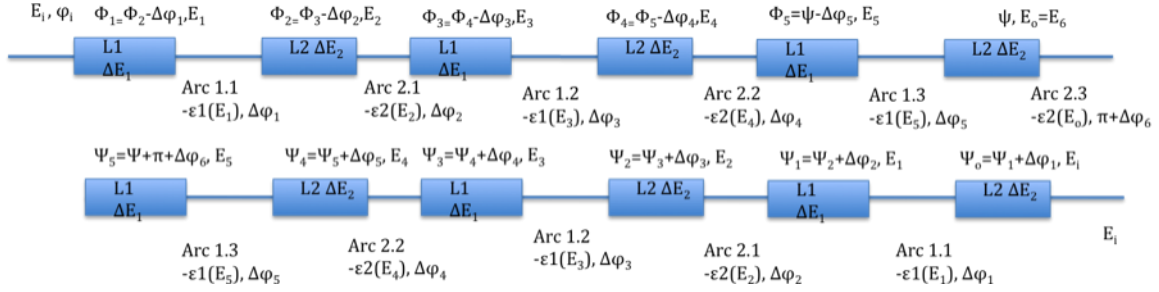 Eᵢ, φᵢ
Φ₁₌Φ₂-Δφ₁,E₁
Φ₂₌Φ₃-Δφ₂,E₂
Φ₃₌Φ₄-Δφ₃,E₃
Φ₄₌Φ₅-Δφ₄,E₄
Φ₅=ψ-Δφ₅, E₅
ψ, Eₒ=E₆
L1
ΔE₁
L2 ΔE₂
L1
ΔE₁
L2 ΔE₂
L1
ΔE₁
L2 ΔE₂
Arc 1.1
-ε1(E₁), Δφ₁
Arc 2.1
-ε2(E₂), Δφ₂
Arc 1.2
-ε1(E₃), Δφ₃
Arc 2.2
-ε2(E₄), Δφ₄
Arc 1.3
-ε1(E₅), Δφ₅
Arc 2.3
-ε2(Eₒ), π+Δφ₆
Ψ₅=Ψ+π+Δφ₆, E₅
Ψ₄=Ψ₅+Δφ₅, E₄
Ψ₃=Ψ₄+Δφ₄, E₃
Ψ₂=Ψ₃+Δφ₃, E₂
Ψ₁=Ψ₂+Δφ₂, E₁
Ψₒ=Ψ₁+Δφ₁, Eᵢ
L1
ΔE₁
L2 ΔE₂
L1
ΔE₁
L2 ΔE₂
L1
ΔE₁
L2 ΔE₂
Eᵢ
Arc 1.3
-ε1(E₅), Δφ₅
Arc 2.2
-ε2(E₄), Δφ₄
Arc 1.2
-ε1(E₃), Δφ₃
Arc 2.1
-ε2(E₂), Δφ₂
Arc 1.1
-ε1(E₁), Δφ₁